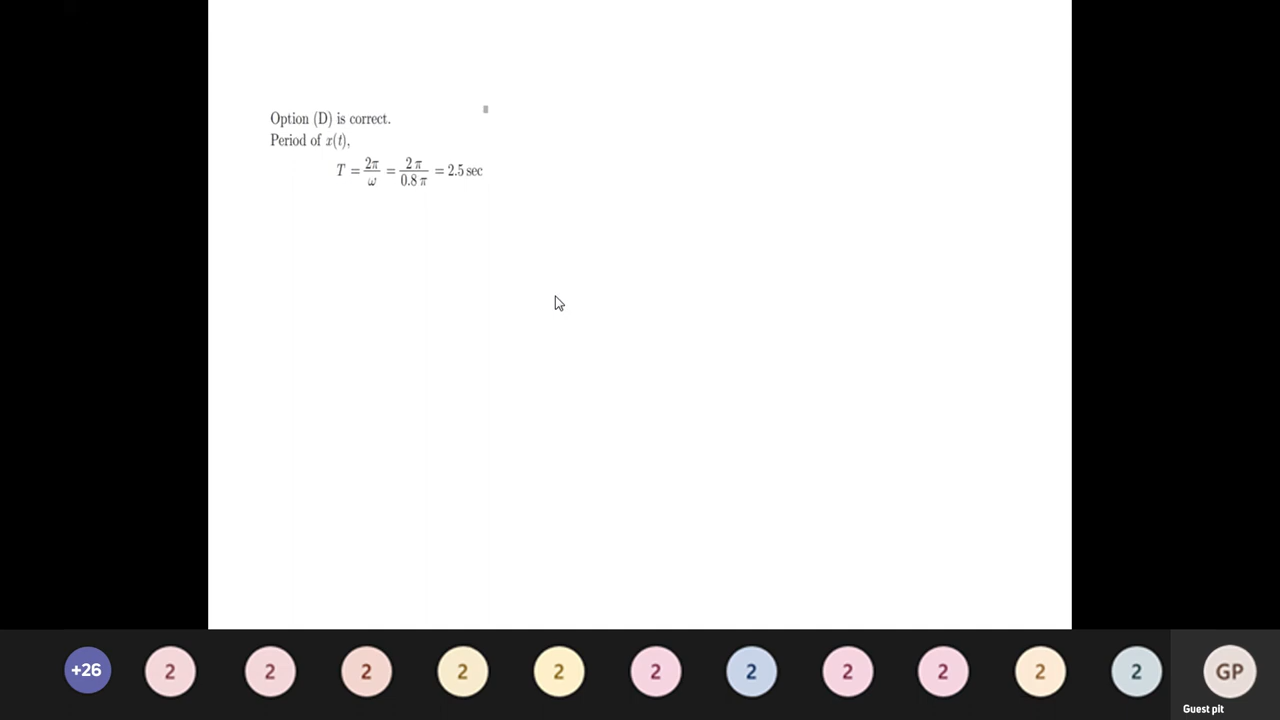 Option (D) is correct.
Period of x(t),
T = 2π/ω = 2π/0.8π = 2.5 sec
+26 2 2 2 2 2 2 2 2 2 2 2 GP
Guest pit